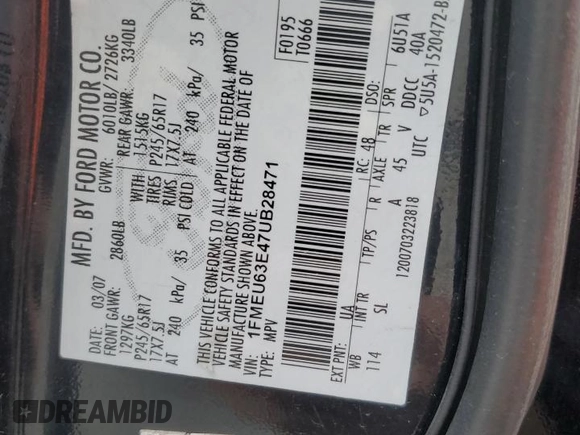 MFD. BY FORD MOTOR CO.
DATE: 03/07 GVWR: 6010LB/ 2726KG
FRONT GAWR: 2860LB REAR GAWR: 3340LB
1297KG WITH 1515KG
P245/65R17 TIRES P245/65R17
17X7.5J RIMS 17X7.5J
AT 240 kPa/ 35 PSI COLD AT 240 kPa/ 35 PSI
THIS VEHICLE CONFORMS TO ALL APPLICABLE FEDERAL MOTOR
VEHICLE SAFETY STANDARDS IN EFFECT ON THE DATE OF
MANUFACTURE SHOWN ABOVE.
VIN: 1FMEU63E47UB28471 F0195
TYPE: MPV T0666
EXT PNT: UA RC: 48 DSO:
WB INT TR TP/PS R AXLE TR SPR 6U5TA
114 SL A 45 V DDCC 40A
1200703223818 UTC ▽5U5A-1520472-B
DREAMBID